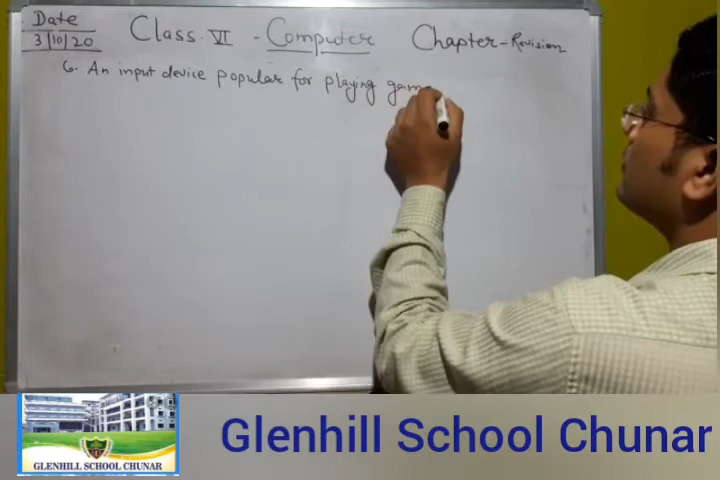 Date
3/10/20
Class. VI - Computer Chapter - Revision
6. An input device popular for playing gam
GLENHILL SCHOOL CHUNAR
Glenhill School Chunar